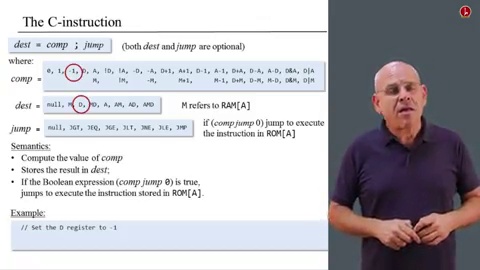 The C-instruction
dest = comp ; jump
(both dest and jump are optional)
where:
comp =
0, 1, -1, D, A, !D, !A, -D, -A, D+1, A+1, D-1, A-1, D+A, D-A, A-D, D&A, D|A
M, !M, -M, M+1, M-1, D+M, D-M, M-D, D&M, D|M
dest =
null, M, D, MD, A, AM, AD, AMD
M refers to RAM[A]
jump =
null, JGT, JEQ, JGE, JLT, JNE, JLE, JMP
if (comp jump 0) jump to execute
the instruction in ROM[A]
Semantics:
• Compute the value of comp
• Stores the result in dest;
• If the Boolean expression (comp jump 0) is true,
jumps to execute the instruction stored in ROM[A].
Example:
// Set the D register to -1